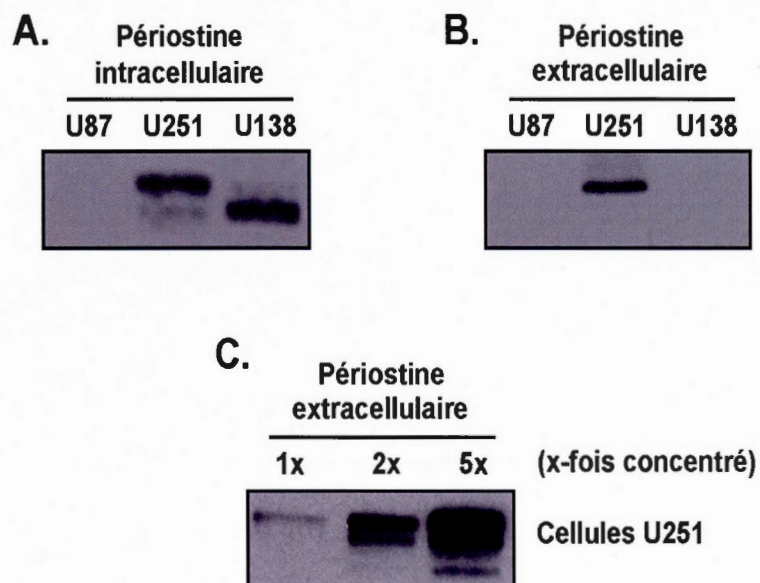 A.
Périostine
intracellulaire
U87 U251 U138
B.
Périostine
extracellulaire
U87 U251 U138
C.
Périostine
extracellulaire
1x 2x 5x (x-fois concentré)
Cellules U251